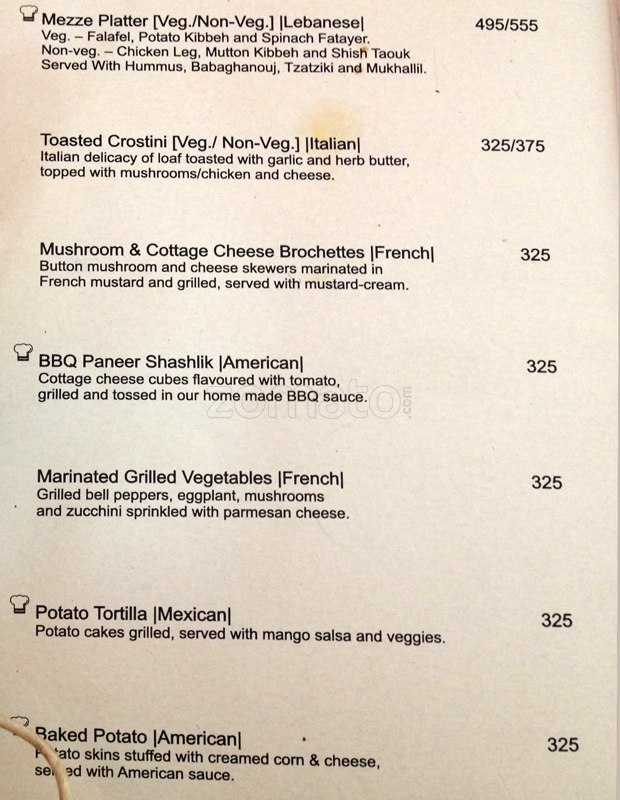 Mezze Platter [Veg./Non-Veg.] |Lebanese| 495/555
Veg. – Falafel, Potato Kibbeh and Spinach Fatayer.
Non-veg. – Chicken Leg, Mutton Kibbeh and Shish Taouk
Served With Hummus, Babaghanouj, Tzatziki and Mukhallil.
Toasted Crostini [Veg./ Non-Veg.] |Italian| 325/375
Italian delicacy of loaf toasted with garlic and herb butter,
topped with mushrooms/chicken and cheese.
Mushroom & Cottage Cheese Brochettes |French| 325
Button mushroom and cheese skewers marinated in
French mustard and grilled, served with mustard-cream.
BBQ Paneer Shashlik |American| 325
Cottage cheese cubes flavoured with tomato,
grilled and tossed in our home made BBQ sauce.
zomato.com
Marinated Grilled Vegetables |French| 325
Grilled bell peppers, eggplant, mushrooms
and zucchini sprinkled with parmesan cheese.
Potato Tortilla |Mexican| 325
Potato cakes grilled, served with mango salsa and veggies.
Baked Potato |American| 325
Potato skins stuffed with creamed corn & cheese,
served with American sauce.